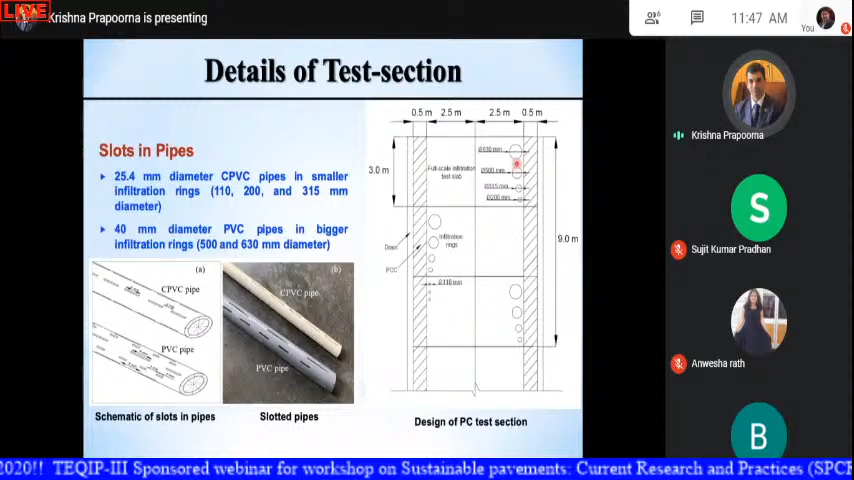 LIVE
Krishna Prapoorna is presenting
6
11:47 AM
You
Details of Test-section
Slots in Pipes
25.4 mm diameter CPVC pipes in smaller
infiltration rings (110, 200, and 315 mm
diameter)
40 mm diameter PVC pipes in bigger
infiltration rings (500 and 630 mm diameter)
(a)
CPVC pipe
PVC pipe
(b)
CPVC pipe
PVC pipe
Schematic of slots in pipes
Slotted pipes
0.5 m 2.5 m 2.5 m 0.5 m
3.0 m
Full-scale infiltration
test slab
Ø630 mm
Ø500 mm
Ø315 mm
Ø200 mm
Drain
Infiltration
rings
PCC
9.0 m
Ø110 mm
Design of PC test section
Krishna Prapoorna
S
Sujit Kumar Pradhan
Anwesha rath
B
2020!! TEQIP-III Sponsored webinar for workshop on Sustainable pavements: Current Research and Practices (SPCR